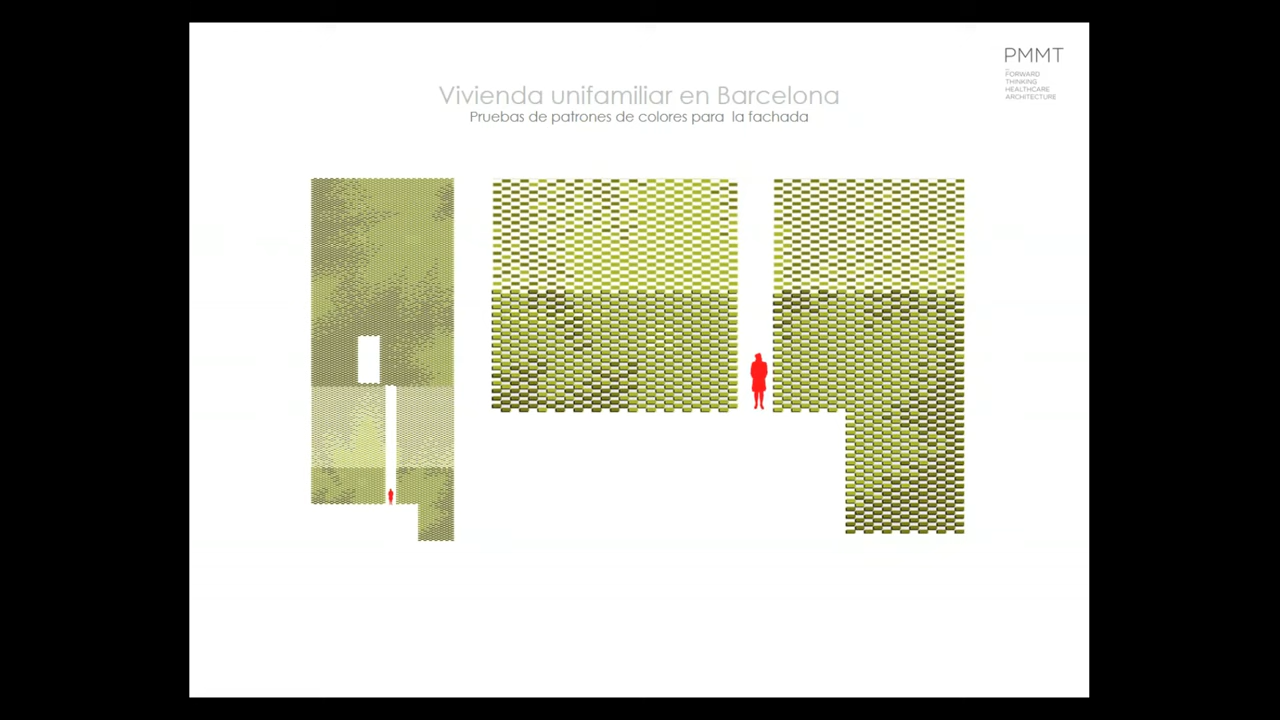 PMMT
FORWARD
THINKING
HEALTHCARE
ARCHITECTURE
Vivienda unifamiliar en Barcelona
Pruebas de patrones de colores para la fachada